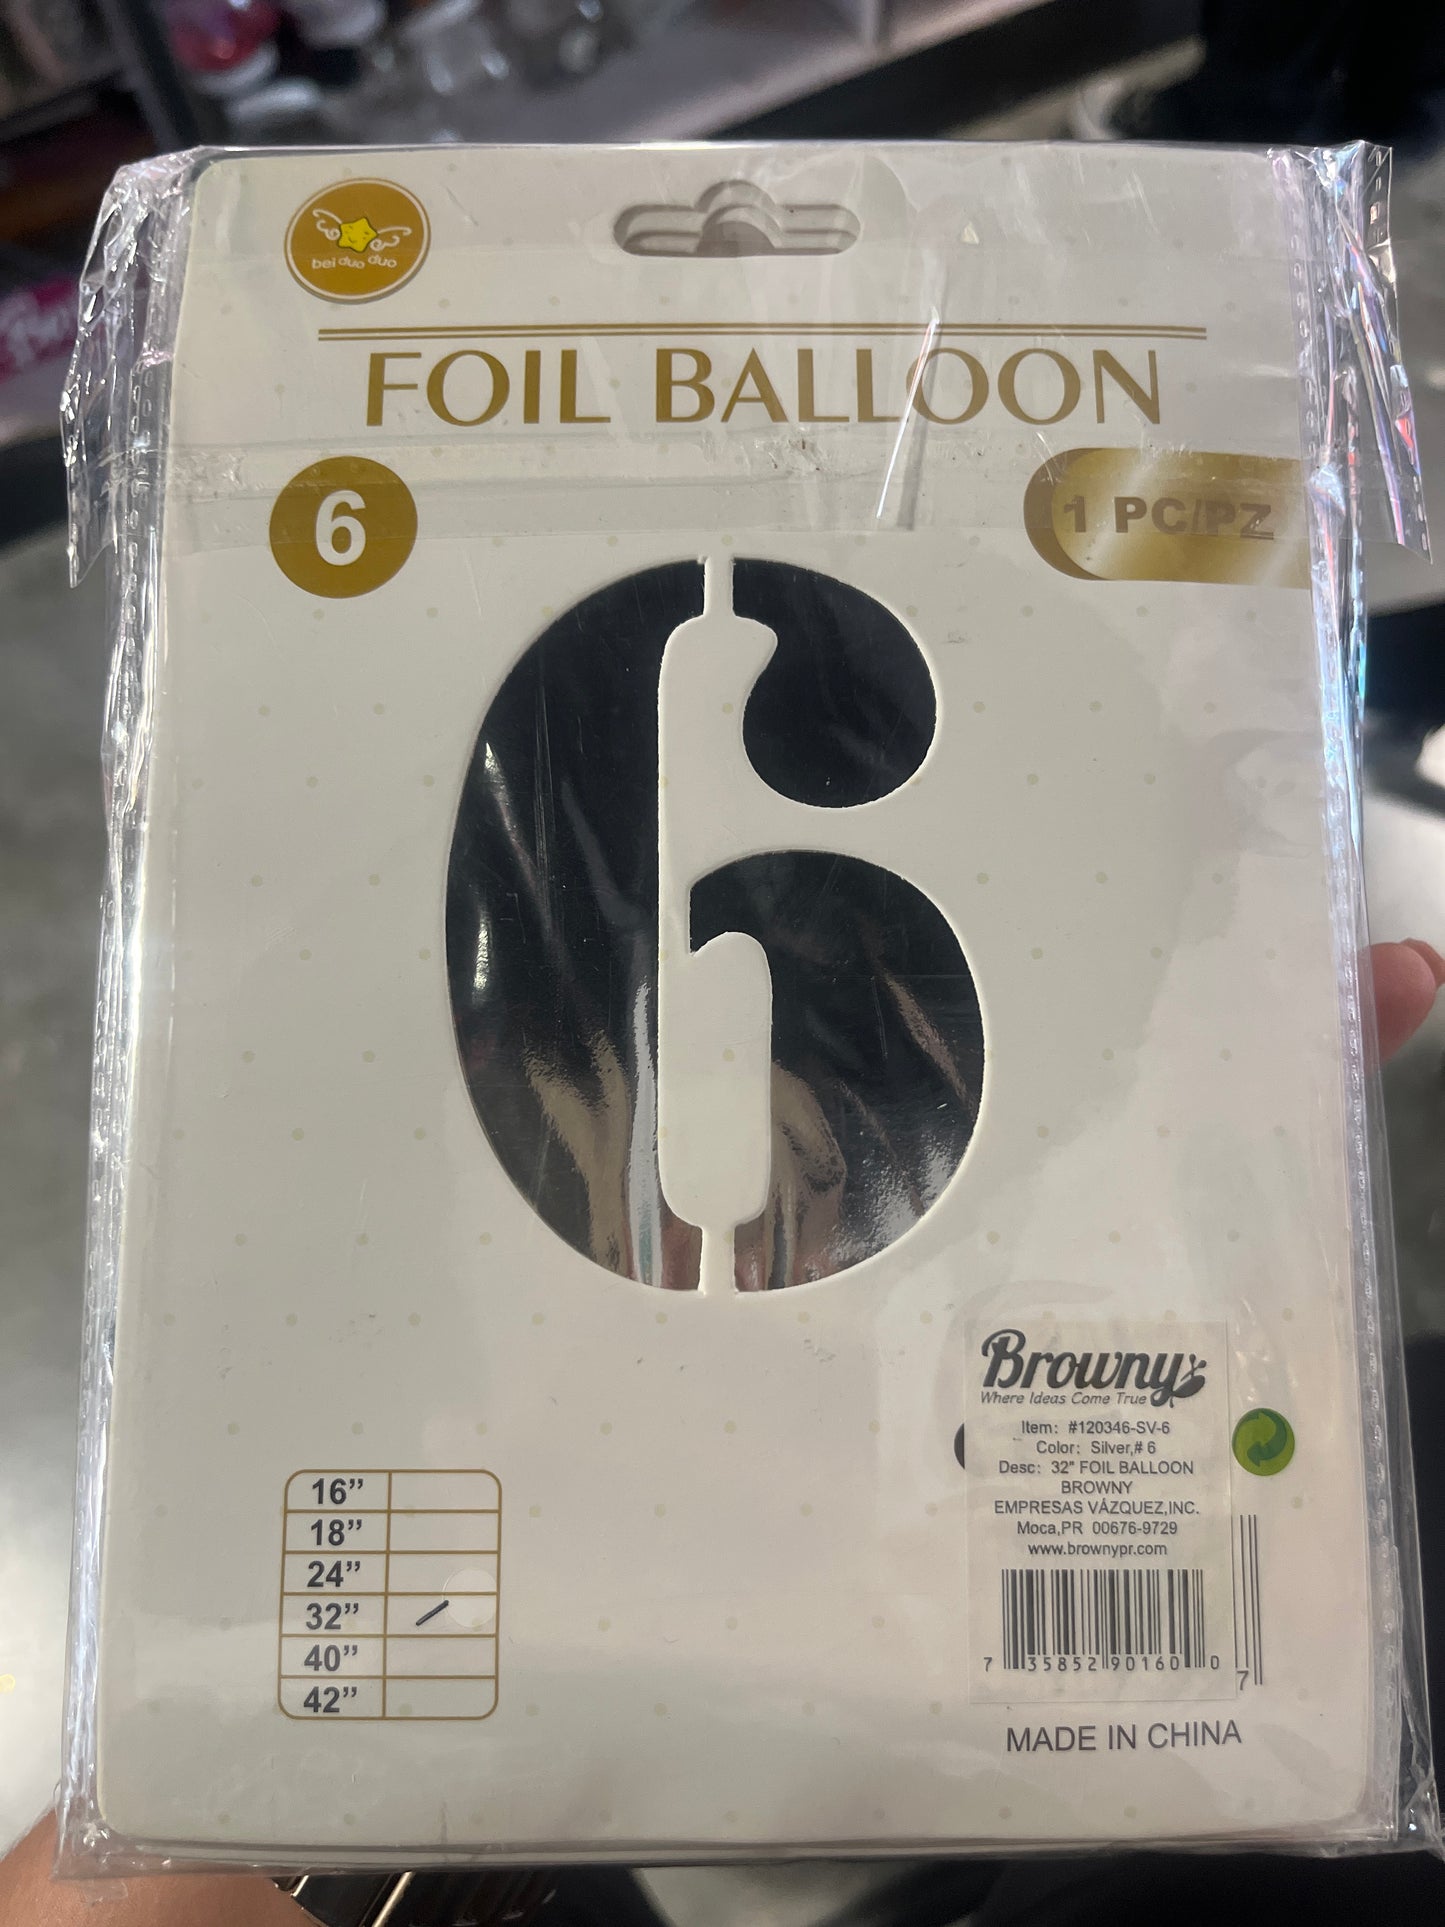 bei duo duo
FOIL BALLOON
6
1 PC/PZ
Browny
Where Ideas Come True
Item: #120346-SV-6
Color: Silver,# 6
Desc: 32" FOIL BALLOON
BROWNY
EMPRESAS VÁZQUEZ,INC.
Moca,PR 00676-9729
www.brownypr.com
7 35852 90160 0
7
16”
18”
24”
32”
40”
42”
MADE IN CHINA